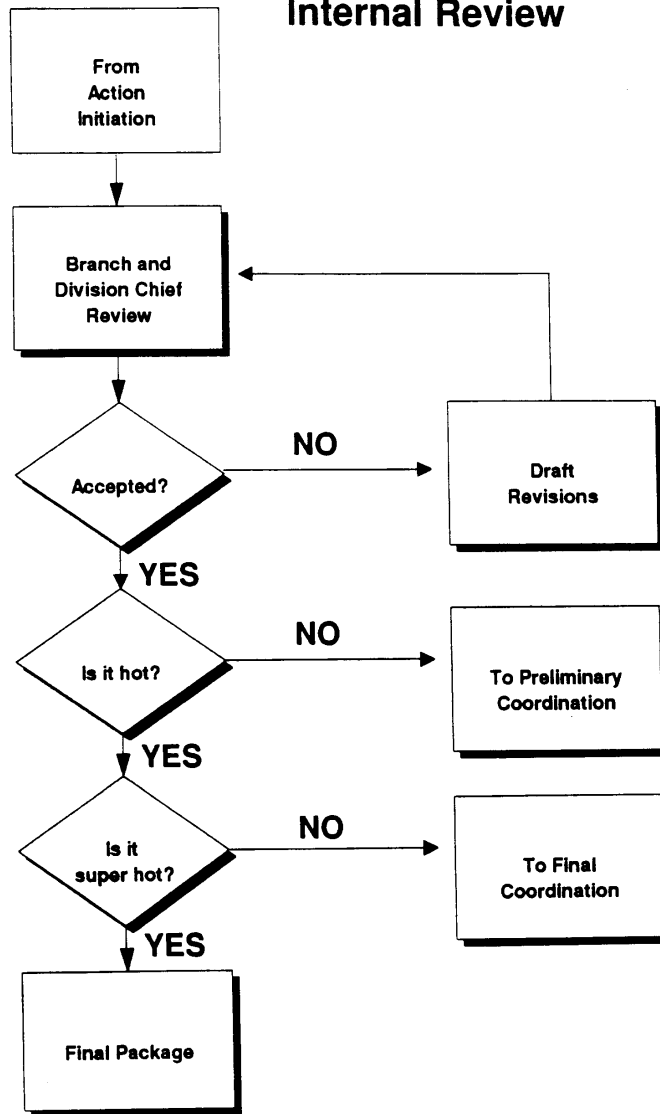 Internal Review
From
Action
Initiation
Branch and
Division Chief
Review
Accepted?
NO
Draft
Revisions
YES
Is it hot?
NO
To Preliminary
Coordination
YES
Is it
super hot?
NO
To Final
Coordination
YES
Final Package